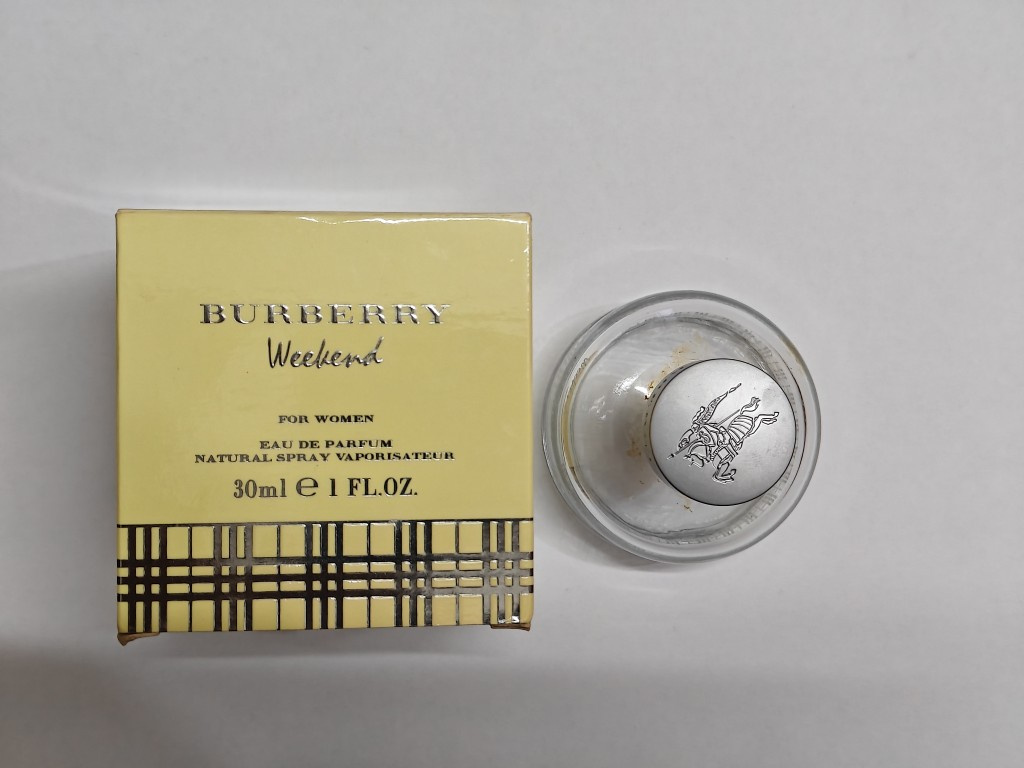 BURBERRY
Weekend
FOR WOMEN
EAU DE PARFUM
NATURAL SPRAY VAPORISATEUR
30ml ℮ 1 FL.OZ.